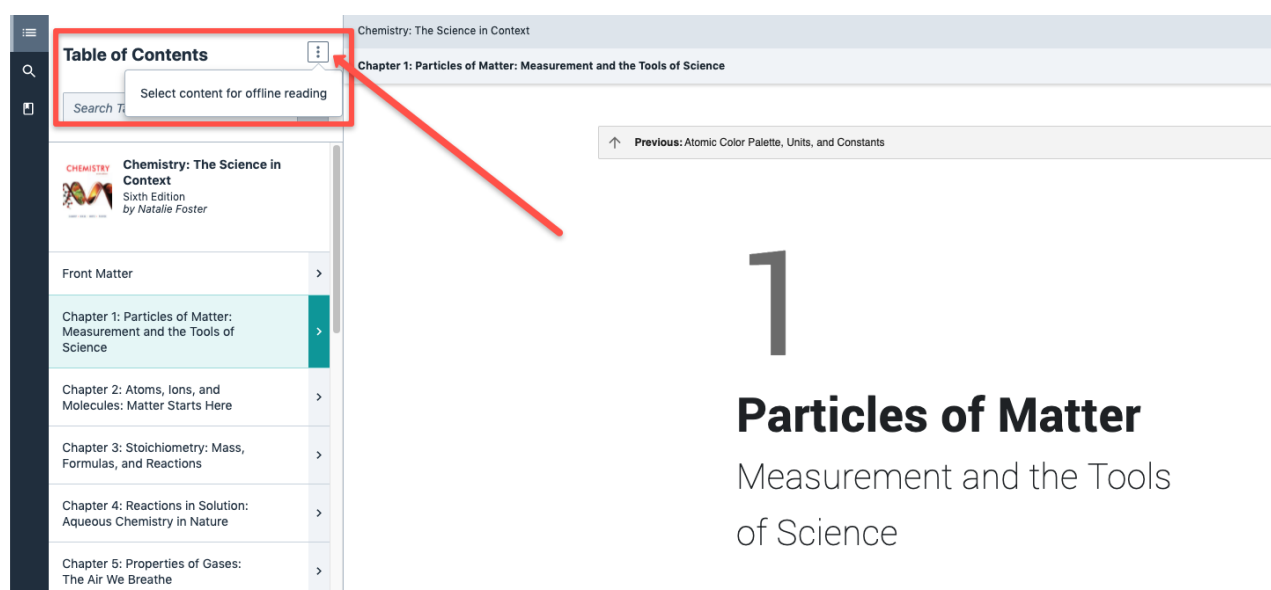 Table of Contents
Select content for offline reading
Search T
CHEMISTRY
Chemistry: The Science in
Context
Sixth Edition
by Natalie Foster
Front Matter
Chapter 1: Particles of Matter:
Measurement and the Tools of
Science
Chapter 2: Atoms, Ions, and
Molecules: Matter Starts Here
Chapter 3: Stoichiometry: Mass,
Formulas, and Reactions
Chapter 4: Reactions in Solution:
Aqueous Chemistry in Nature
Chapter 5: Properties of Gases:
The Air We Breathe
Chemistry: The Science in Context
Chapter 1: Particles of Matter: Measurement and the Tools of Science
Previous: Atomic Color Palette, Units, and Constants
1
Particles of Matter
Measurement and the Tools
of Science